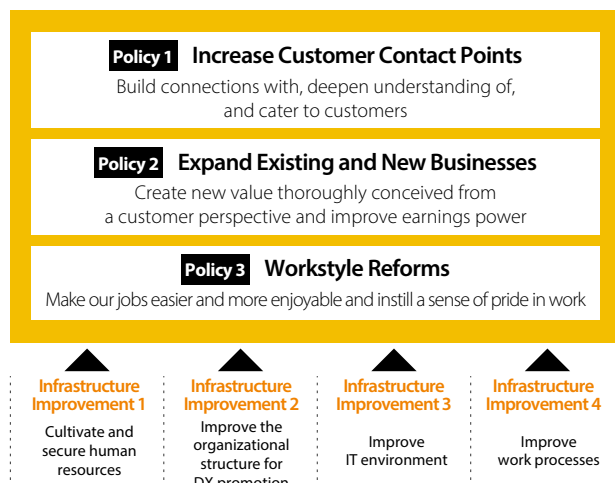 Policy 1 Increase Customer Contact Points
Build connections with, deepen understanding of,
and cater to customers
Policy 2 Expand Existing and New Businesses
Create new value thoroughly conceived from
a customer perspective and improve earnings power
Policy 3 Workstyle Reforms
Make our jobs easier and more enjoyable and instill a sense of pride in work
Infrastructure
Improvement 1
Cultivate and
secure human
resources
Infrastructure
Improvement 2
Improve the
organizational
structure for
DX promotion
Infrastructure
Improvement 3
Improve
IT environment
Infrastructure
Improvement 4
Improve
work processes